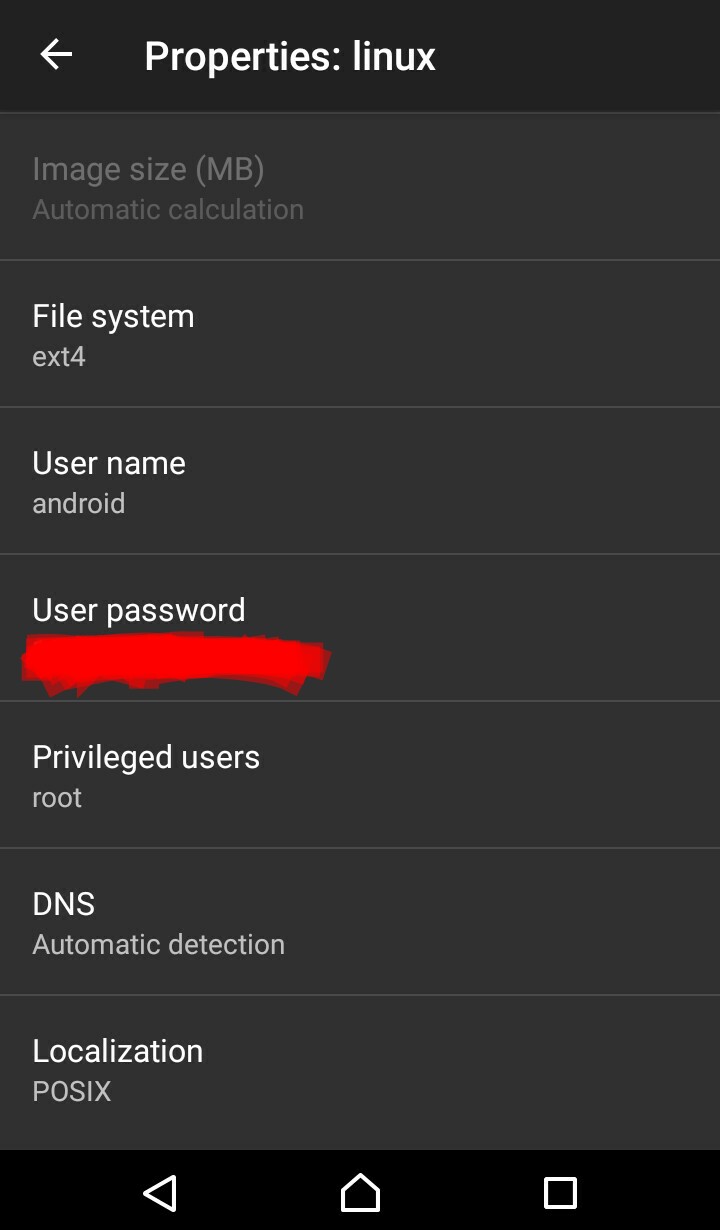 Properties: linux
Image size (MB)
Automatic calculation
File system
ext4
User name
android
User password
Privileged users
root
DNS
Automatic detection
Localization
POSIX